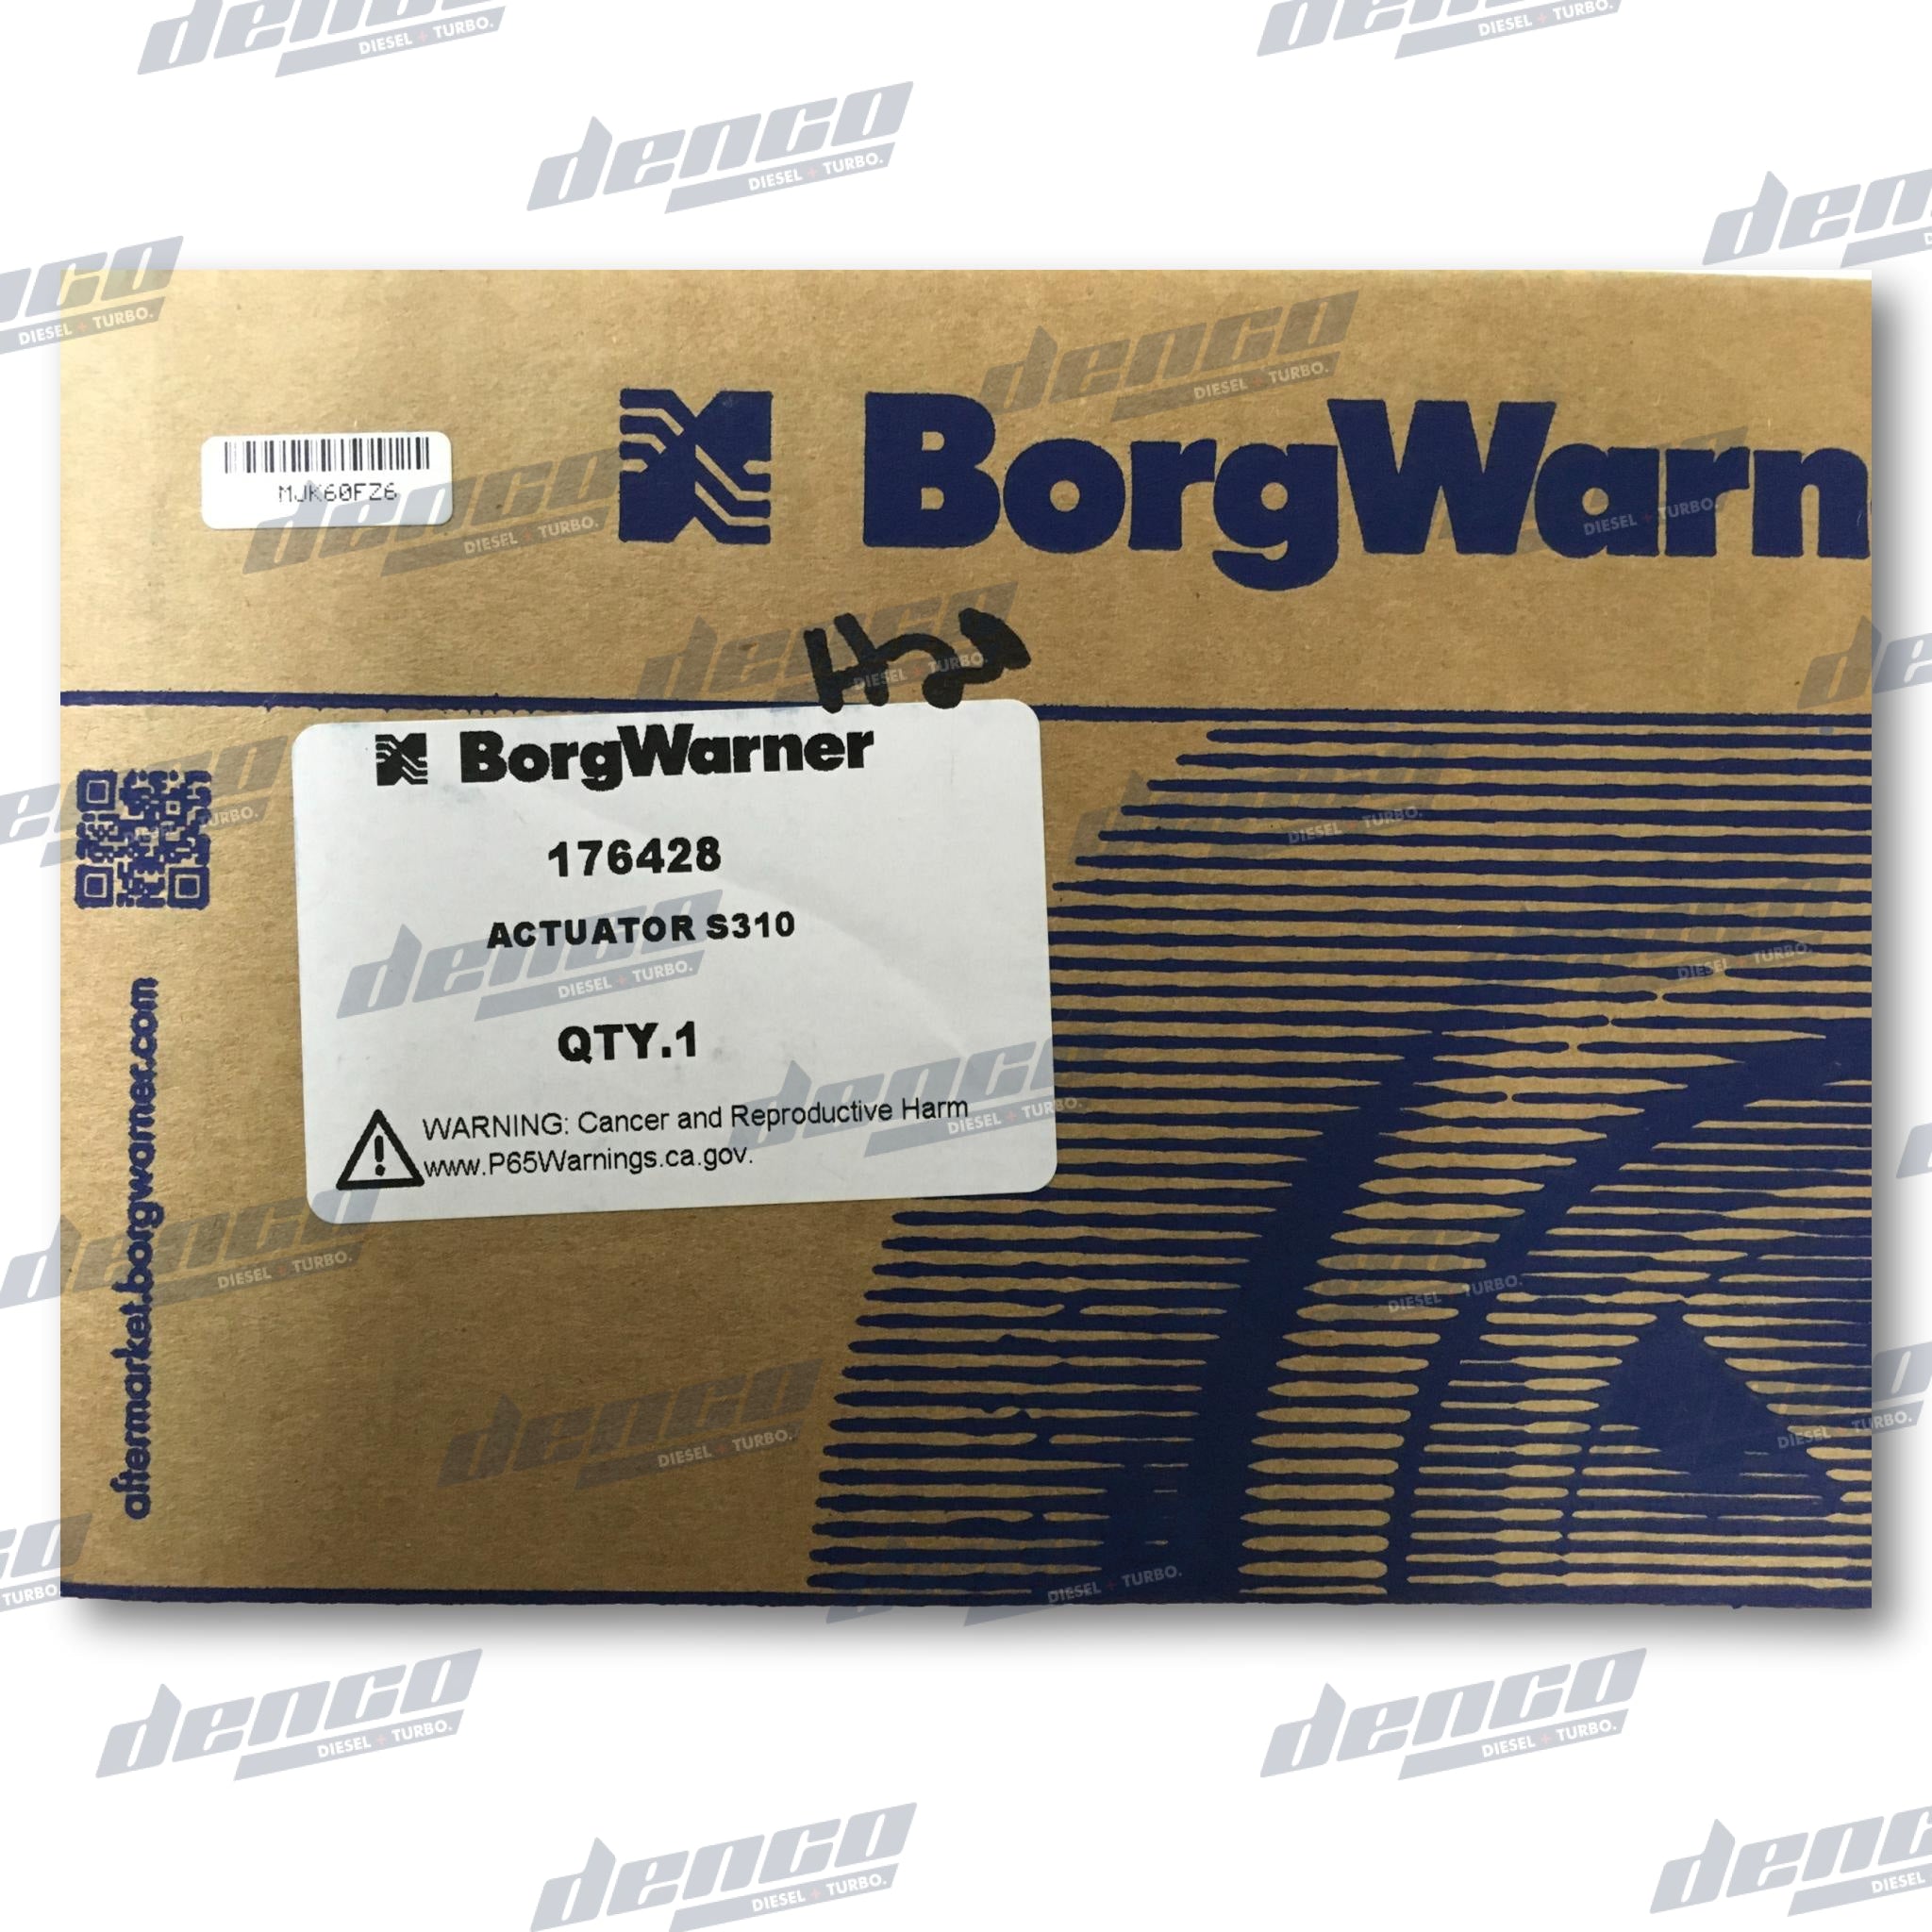 MJK60FZ6
BorgWarn
BorgWarner
176428
ACTUATOR S310
QTY.1
WARNING: Cancer and Reproductive Harm
www.P65Warnings.ca.gov.
aftermarket.borgwarner.com
denco
DIESEL + TURBO.